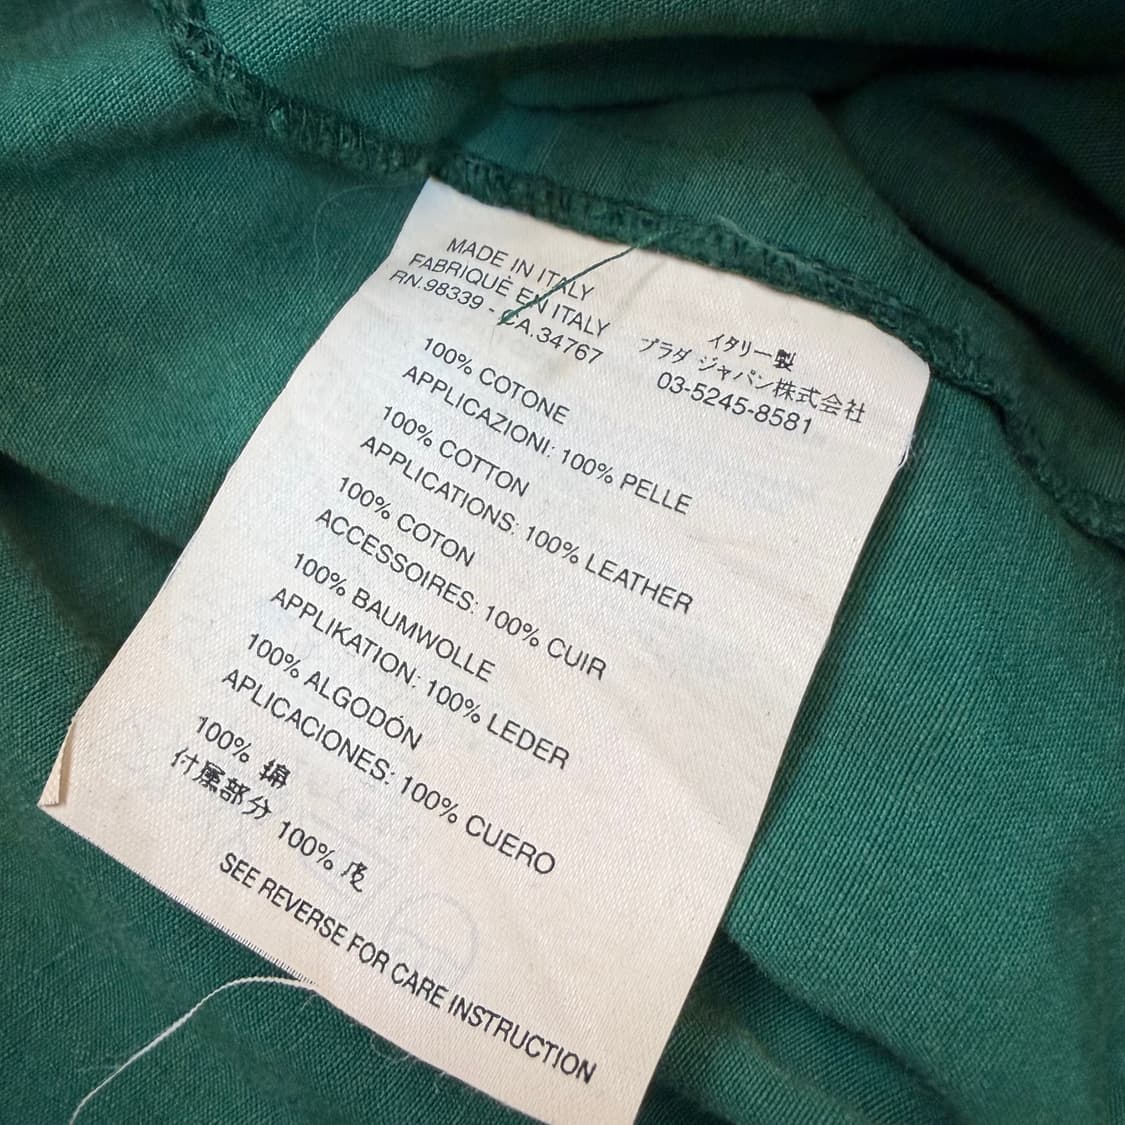 MADE IN ITALY
FABRIQUÈ EN ITALY
RN.98339 - CA.34767
イタリー製
プラダ ジャパン株式会社
03-5245-8581
100% COTONE
APPLICAZIONI: 100% PELLE
100% COTTON
APPLICATIONS: 100% LEATHER
100% COTON
ACCESSOIRES: 100% CUIR
100% BAUMWOLLE
APPLIKATION: 100% LEDER
100% ALGODÓN
APLICACIONES: 100% CUERO
100% 綿
付属部分 100% 皮
SEE REVERSE FOR CARE INSTRUCTION